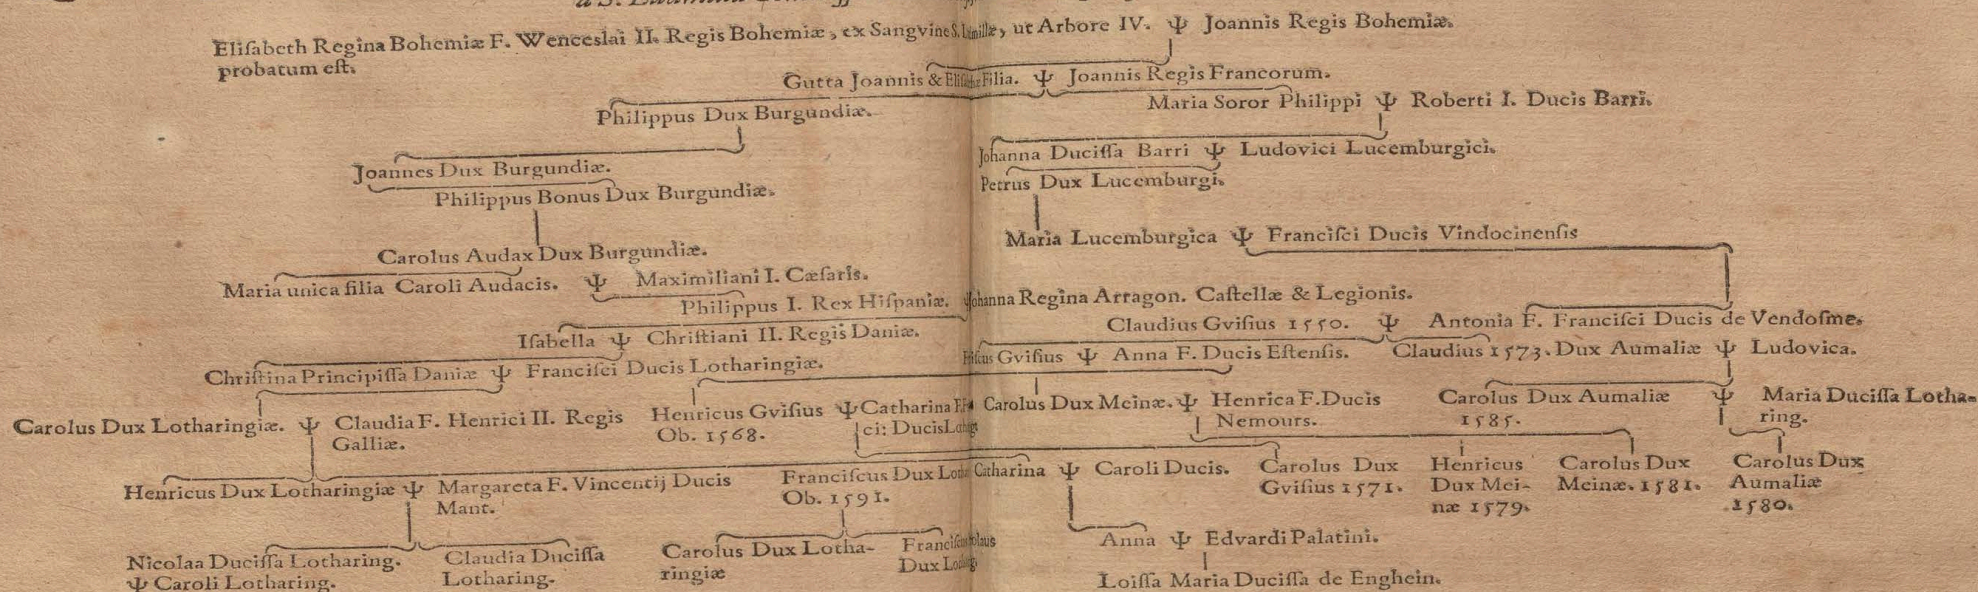 Elisabeth Regina Bohemiæ F. Wenceslai II. Regis Bohemiæ, ex Sangvine S. , ut Arbore IV. Ψ Joannis Regis Bohemiæ.
probatum est.
Gutta Joannis & Filia. Ψ Joannis Regis Francorum.
Maria Soror Philippi Ψ Roberti I. Ducis Barri.
Philippus Dux Burgundiæ.
Johanna Ducissa Barri Ψ Ludovici Lucemburgici.
Joannes Dux Burgundiæ.
Petrus Dux Lucemburgi.
Philippus Bonus Dux Burgundiæ.
Maria Lucemburgica Ψ Francisci Ducis Vindocinensis
Carolus Audax Dux Burgundiæ.
Maria unica filia Caroli Audacis. Ψ Maximiliani I. Cæsaris.
Philippus I. Rex Hispaniæ. Johanna Regina Arragon. Castellæ & Legionis.
Claudius Gvisius 1550. Ψ Antonia F. Francisci Ducis de Vendosme.
Isabella Ψ Christiani II. Regis Daniæ.
Gvisius Ψ Anna F. Ducis Estensis. Claudius 1573. Dux Aumaliæ Ψ Ludovica.
Christina Principissa Daniæ Ψ Francisci Ducis Lotharingiæ.
Carolus Dux Lotharingiæ. Ψ Claudia F. Henrici II. Regis
Galliæ.
Henricus Gvisius Ψ Catharina
Ob. 1568. ci: Ducis
Carolus Dux Meinæ. Ψ Henrica F. Ducis
Nemours.
Carolus Dux Aumaliæ Ψ Maria Ducissa Lotha-
1585. ring.
Henricus Dux Lotharingiæ Ψ Margareta F. Vincentij Ducis
Mant.
Franciscus Dux
Ob. 1591.
Catharina Ψ Caroli Ducis.
Carolus Dux
Gvisius 1571.
Henricus
Dux Mei-
næ 1579.
Carolus Dux
Meinæ. 1581.
Carolus Dux
Aumaliæ
1580.
Nicolaa Ducissa Lotharing.
Ψ Caroli Lotharing.
Claudia Ducissa
Lotharing.
Carolus Dux Lotha-
ringiæ
Dux
Anna Ψ Edvardi Palatini.
Loissa Maria Ducissa de Enghein.